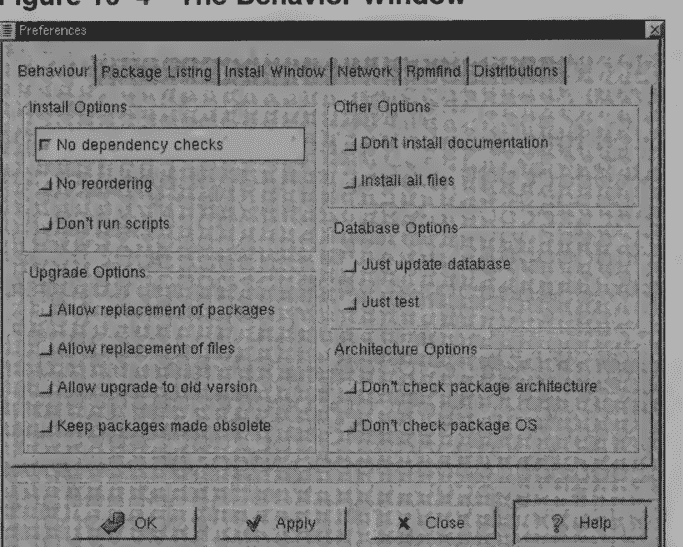 Figure 10-4 The Behavior Window
Preferences
Behaviour Package Listing Install Window Network Rpmfind Distributions
Install Options
No dependency checks
No reordering
Don't run scripts
Upgrade Options
Allow replacement of packages
Allow replacement of files
Allow upgrade to old version
Keep packages made obsolete
Other Options
Don't install documentation
Install all files
Database Options
Just update database
Just test
Architecture Options
Don't check package architecture
Don't check package OS
OK Apply Close Help